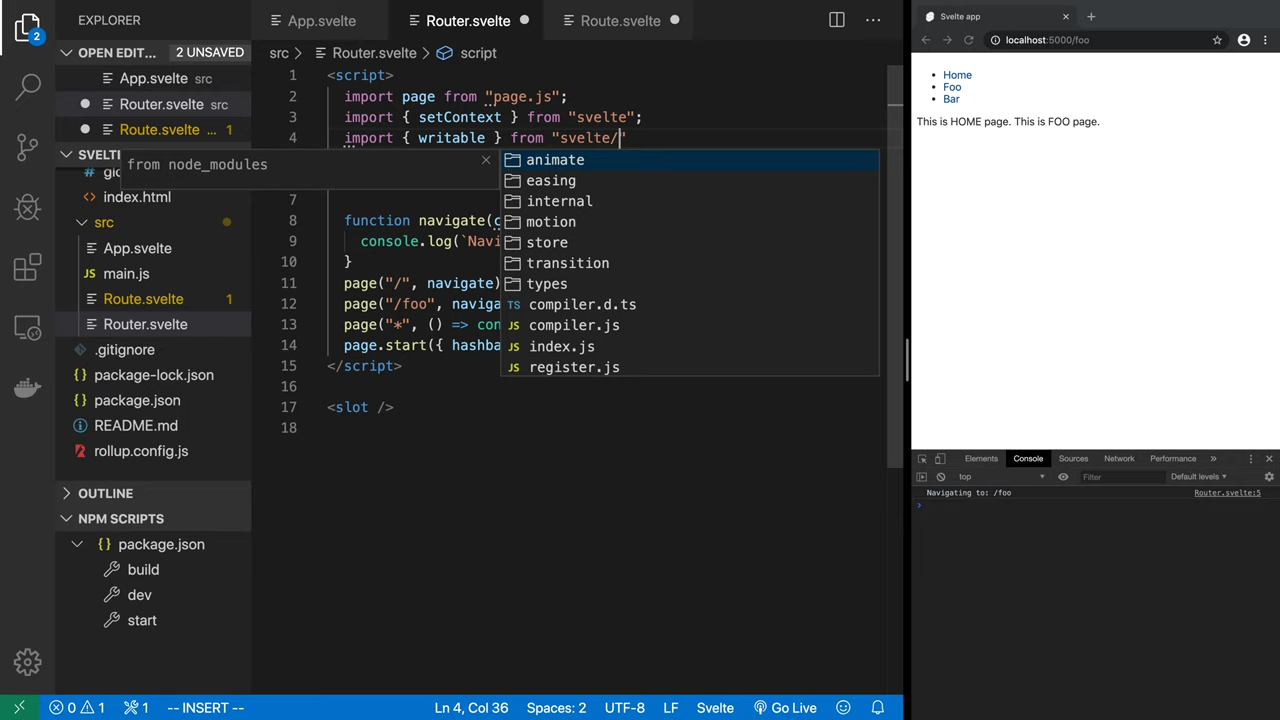 EXPLORER
OPEN EDIT... 2 UNSAVED
App.svelte src
Router.svelte src
Route.svelte ... 1
index.html
src
App.svelte
main.js
Route.svelte 1
Router.svelte
.gitignore
package-lock.json
package.json
README.md
rollup.config.js
OUTLINE
NPM SCRIPTS
package.json
build
dev
start
2
App.svelte
Router.svelte
Route.svelte
src > Router.svelte > script
1 <script>
2 import page from "page.js";
3 import { setContext } from "svelte";
4 import { writable } from "svelte/"
from node_modules
animate
easing
internal
motion
store
transition
types
compiler.d.ts
compiler.js
index.js
register.js
7
8 function navigate(
9 console.log(`Navi
10 }
11 page("/", navigate)
12 page("/foo", naviga
13 page("*", () => con
14 page.start({ hashba
15 </script>
16
17 <slot />
18
0 1 1 -- INSERT -- Ln 4, Col 36 Spaces: 2 UTF-8 LF Svelte Go Live
Svelte app
localhost:5000/foo
Home
Foo
Bar
This is HOME page. This is FOO page.
Elements Console Sources Network Performance
top Filter Default levels
Navigating to: /foo Router.svelte:5